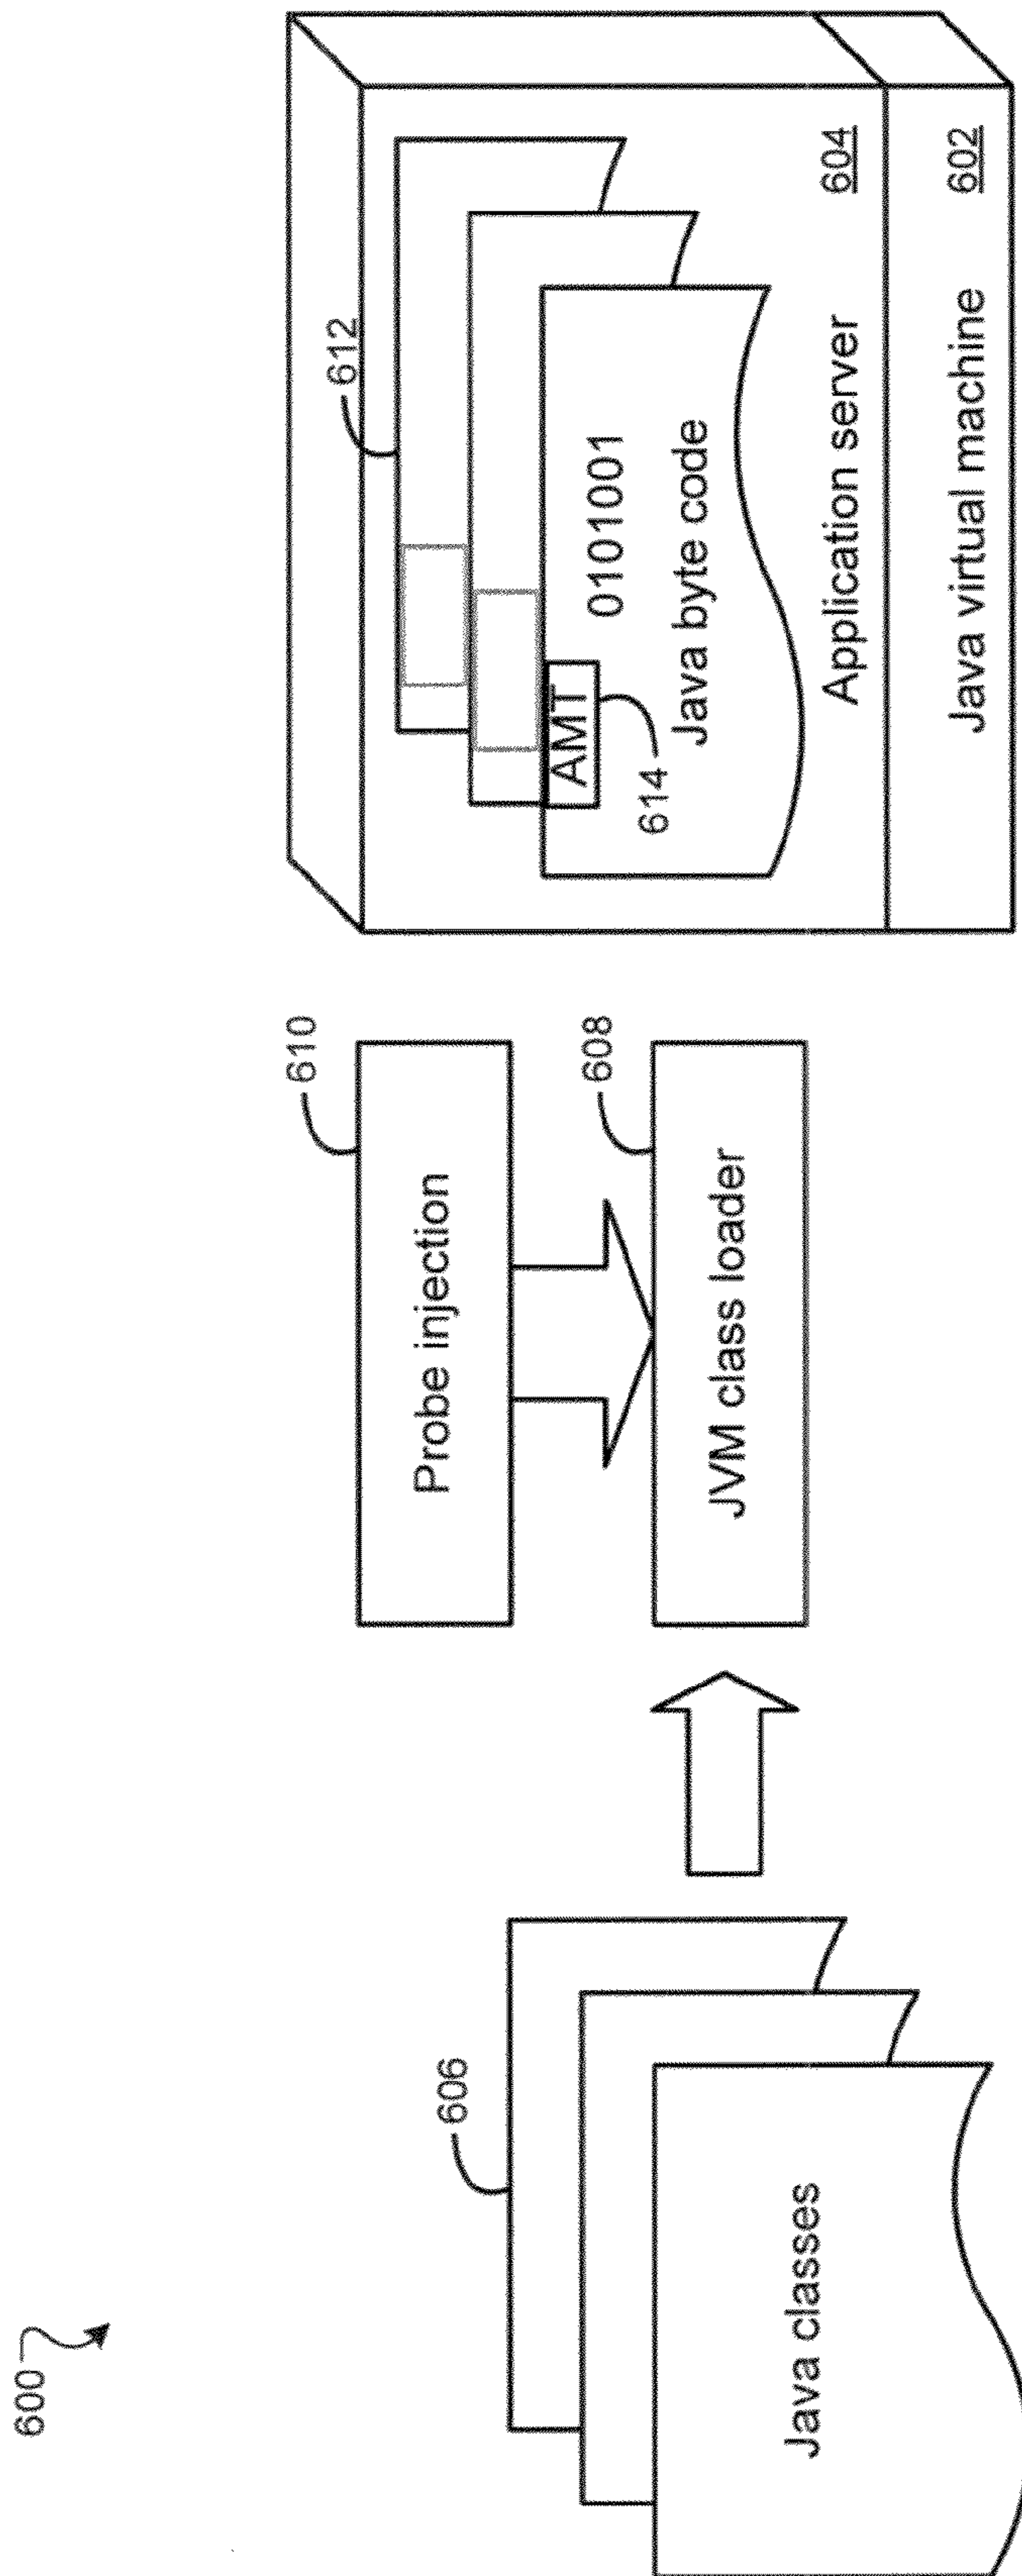 600
606
Java classes
610
Probe injection
608
JVM class loader
612
0101001
AMT
Java byte code
614
Application server
604
Java virtual machine
602